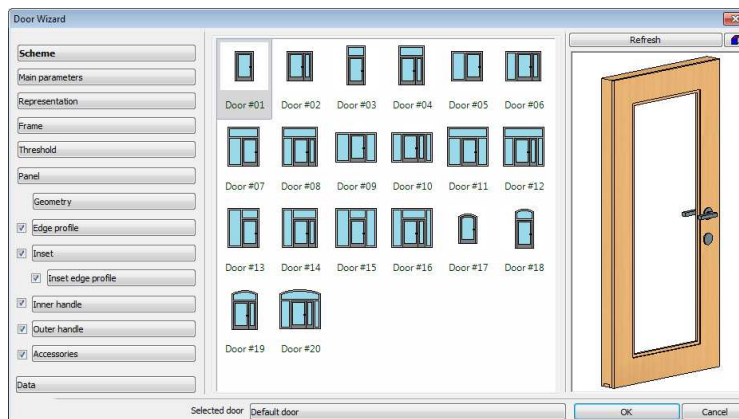 Door Wizard
Scheme
Main parameters
Representation
Frame
Threshold
Panel
Geometry
Edge profile
Inset
Inset edge profile
Inner handle
Outer handle
Accessories
Data
Door #01 Door #02 Door #03 Door #04 Door #05 Door #06
Door #07 Door #08 Door #09 Door #10 Door #11 Door #12
Door #13 Door #14 Door #15 Door #16 Door #17 Door #18
Door #19 Door #20
Refresh
Selected door Default door
OK Cancel